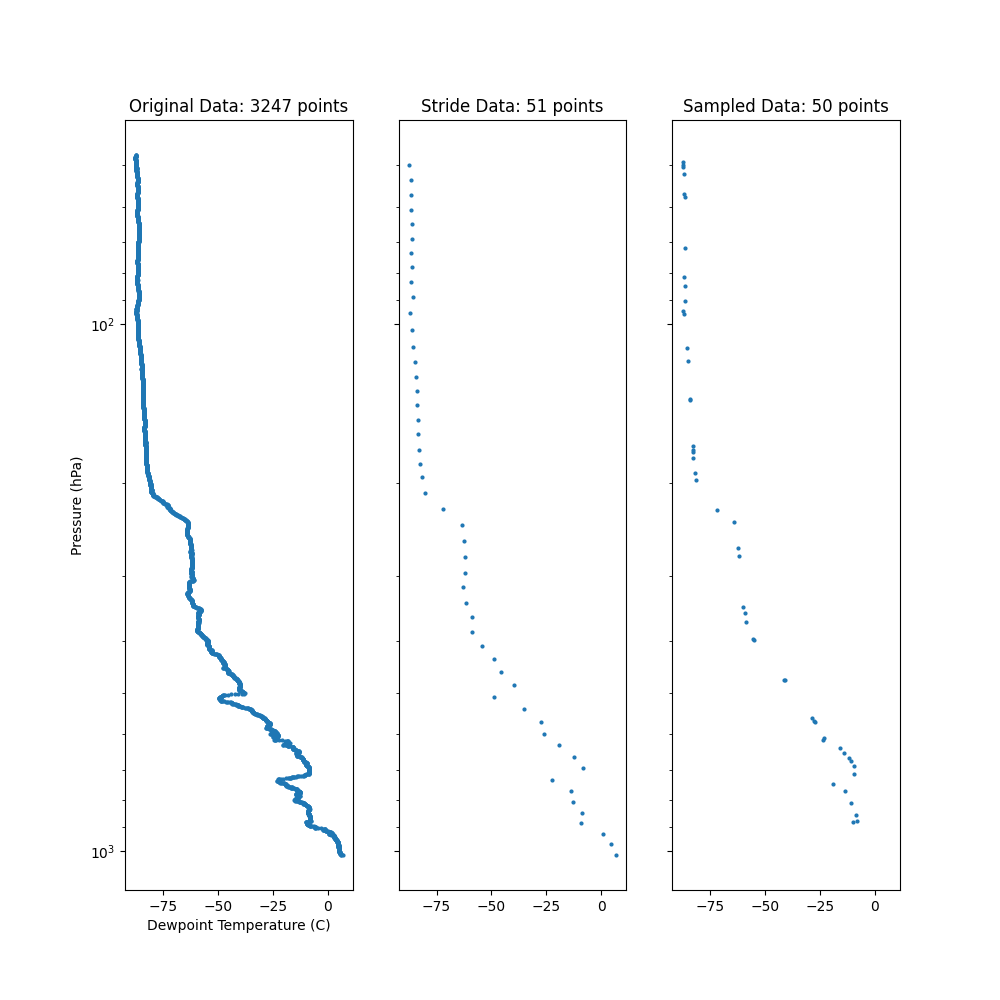 Original Data: 3247 points
Stride Data: 51 points
Sampled Data: 50 points
10²
10³
Pressure (hPa)
−75 −50 −25 0
−75 −50 −25 0
−75 −50 −25 0
Dewpoint Temperature (C)